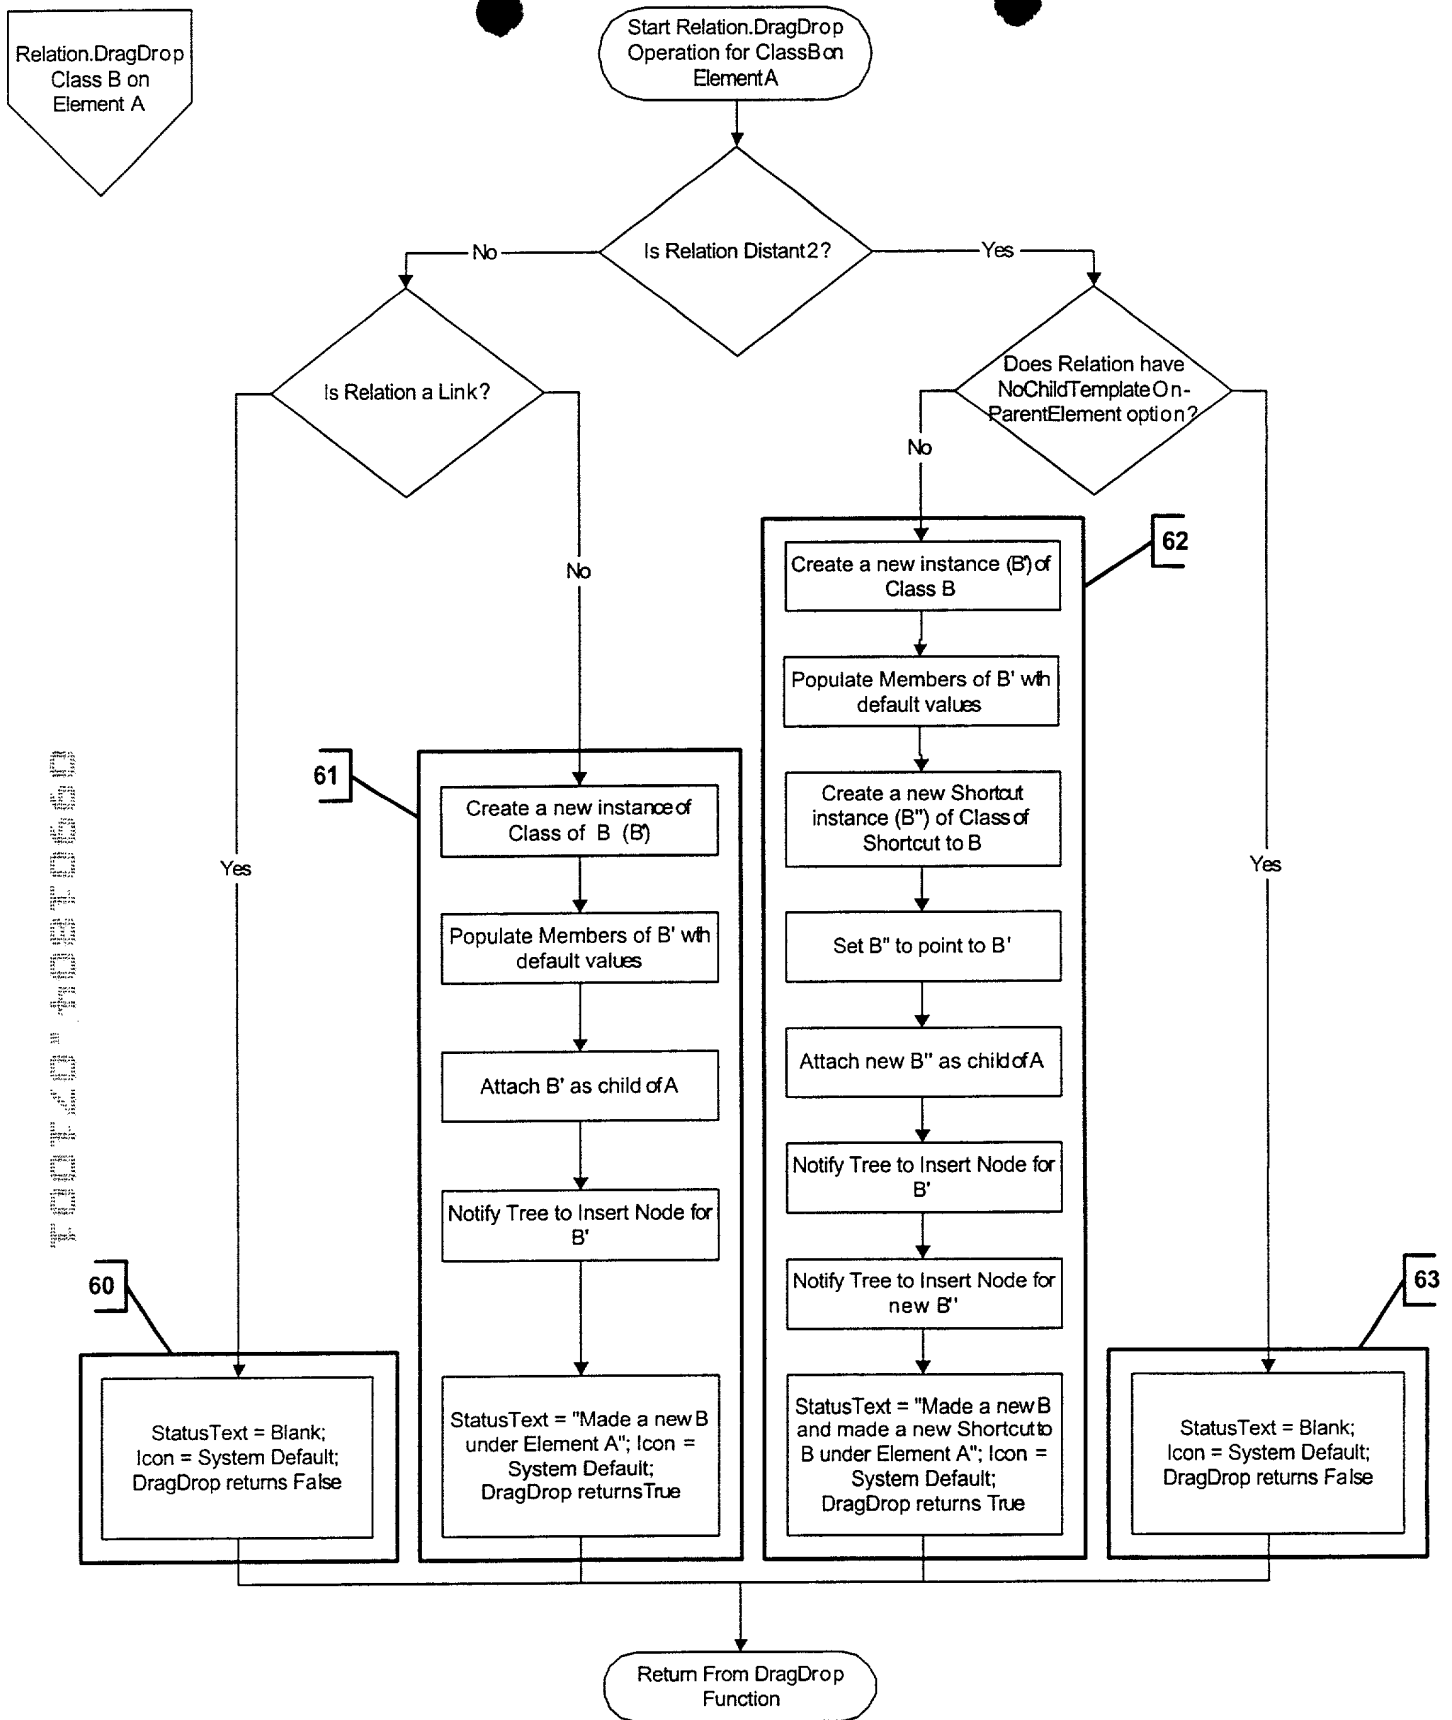 Relation.DragDrop
Class B on
Element A
Start Relation.DragDrop
Operation for ClassB on
ElementA
Is Relation Distant2?
No
Yes
Is Relation a Link?
Does Relation have
NoChildTemplateOn-
ParentElement option?
No
No
Yes
Yes
62
Create a new instance (B') of
Class B
Populate Members of B' with
default values
Create a new Shortcut
instance (B'') of Class of
Shortcut to B
Set B'' to point to B'
Attach new B'' as child of A
Notify Tree to Insert Node for
B'
Notify Tree to Insert Node for
new B''
StatusText = "Made a new B
and made a new Shortcut to
B under Element A"; Icon =
System Default;
DragDrop returns True
61
Create a new instance of
Class of B (B')
Populate Members of B' with
default values
Attach B' as child of A
Notify Tree to Insert Node for
B'
StatusText = "Made a new B
under Element A"; Icon =
System Default;
DragDrop returns True
60
StatusText = Blank;
Icon = System Default;
DragDrop returns False
63
StatusText = Blank;
Icon = System Default;
DragDrop returns False
Return From DragDrop
Function